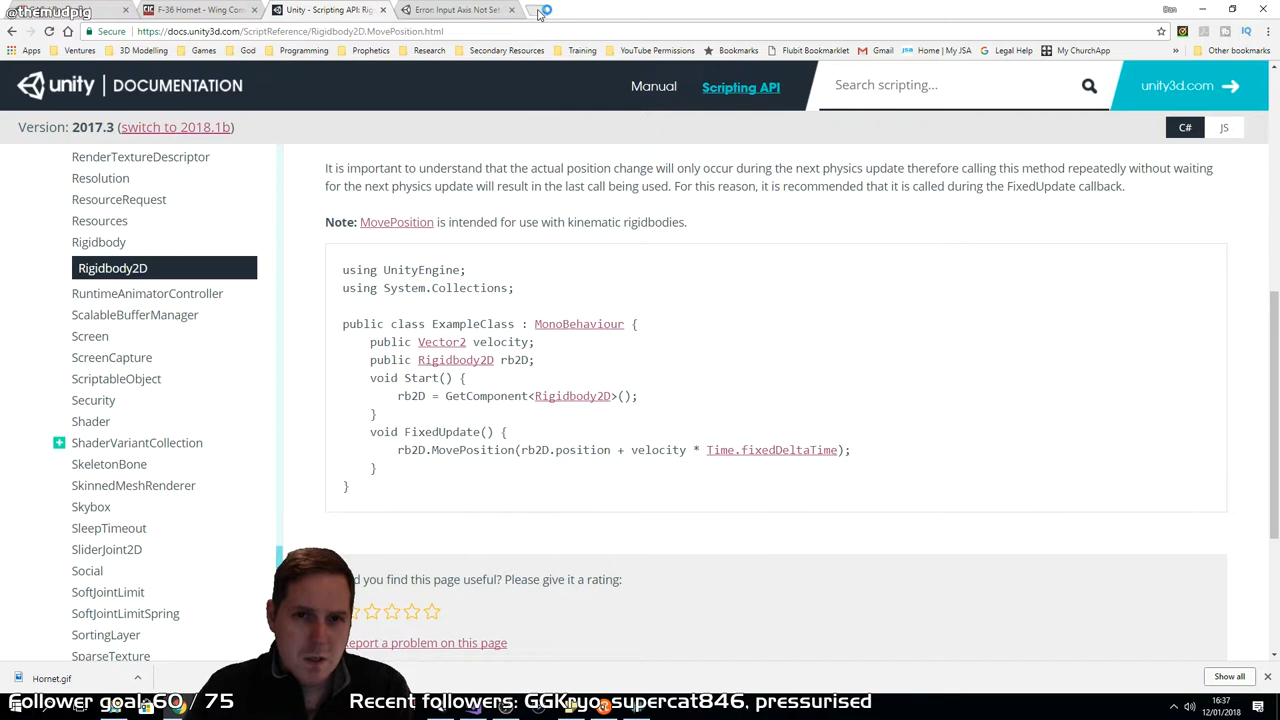 @themudpig
F-36 Hornet - Wing Com
Unity - Scripting API: Rig
Error: Input Axis Not Set
Ben
Secure
https://docs.unity3d.com/ScriptReference/Rigidbody2D.MovePosition.html
Apps
Ventures
3D Modelling
Games
God
Programming
Prophetics
Research
Secondary Resources
Training
YouTube Permissions
Bookmarks
Flubit Bookmarklet
Gmail
Home | My JSA
Legal Help
My ChurchApp
Other bookmarks
unity | DOCUMENTATION
Manual
Scripting API
Search scripting...
unity3d.com
Version: 2017.3 (switch to 2018.1b)
C#
JS
RenderTextureDescriptor
Resolution
ResourceRequest
Resources
Rigidbody
Rigidbody2D
RuntimeAnimatorController
ScalableBufferManager
Screen
ScreenCapture
ScriptableObject
Security
Shader
ShaderVariantCollection
SkeletonBone
SkinnedMeshRenderer
Skybox
SleepTimeout
SliderJoint2D
Social
SoftJointLimit
SoftJointLimitSpring
SortingLayer
SparseTexture
It is important to understand that the actual position change will only occur during the next physics update therefore calling this method repeatedly without waiting
for the next physics update will result in the last call being used. For this reason, it is recommended that it is called during the FixedUpdate callback.
Note: MovePosition is intended for use with kinematic rigidbodies.
using UnityEngine;
using System.Collections;
public class ExampleClass : MonoBehaviour {
public Vector2 velocity;
public Rigidbody2D rb2D;
void Start() {
rb2D = GetComponent<Rigidbody2D>();
}
void FixedUpdate() {
rb2D.MovePosition(rb2D.position + velocity * Time.fixedDeltaTime);
}
}
d you find this page useful? Please give it a rating:
eport a problem on this page
Hornet.gif
Show all
Follower goal: 60 / 75
Recent followers: GGKryo, supercat846, pressurised
16:37
12/01/2018